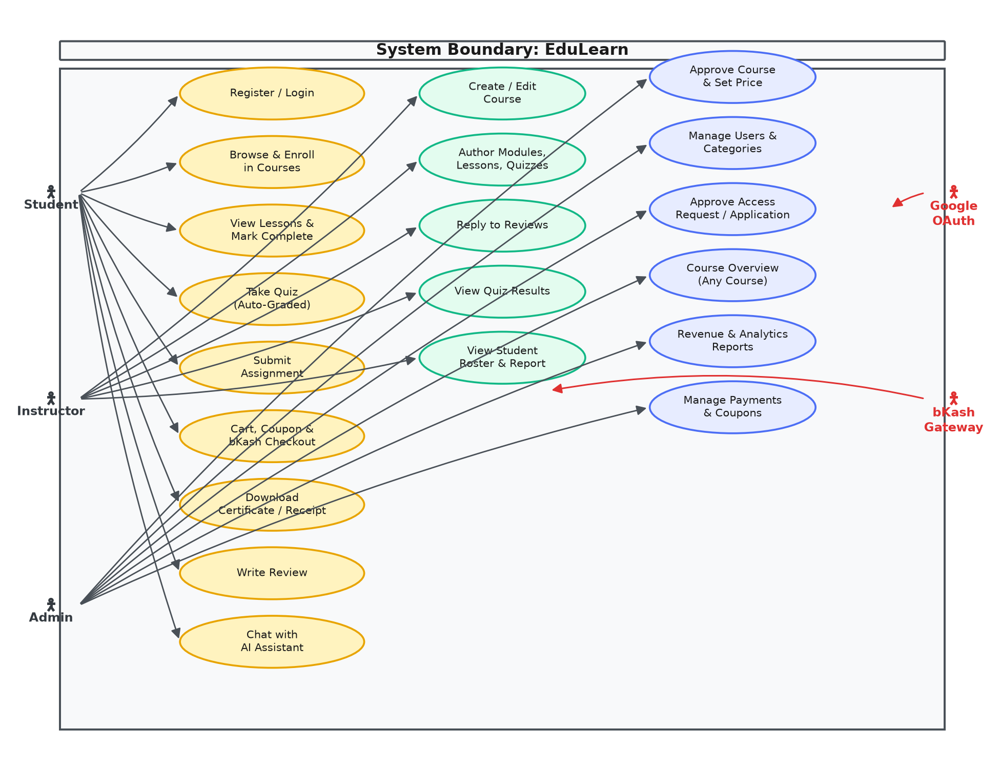 System Boundary: EduLearn
Register / Login
Browse & Enroll
in Courses
View Lessons &
Mark Complete
Take Quiz
(Auto-Graded)
Submit
Assignment
Cart, Coupon &
bKash Checkout
Download
Certificate / Receipt
Write Review
Chat with
AI Assistant
Create / Edit
Course
Author Modules,
Lessons, Quizzes
Reply to Reviews
View Quiz Results
View Student
Roster & Report
Approve Course
& Set Price
Manage Users &
Categories
Approve Access
Request / Application
Course Overview
(Any Course)
Revenue & Analytics
Reports
Manage Payments
& Coupons
Student
Instructor
Admin
Google
OAuth
bKash
Gateway